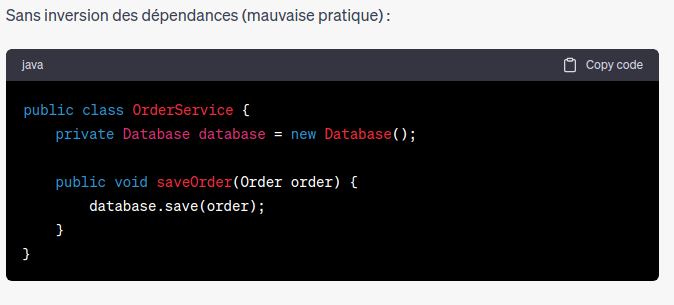 Sans inversion des dépendances (mauvaise pratique) :
java
Copy code
public class OrderService {
    private Database database = new Database();
    public void saveOrder(Order order) {
        database.save(order);
    }
}